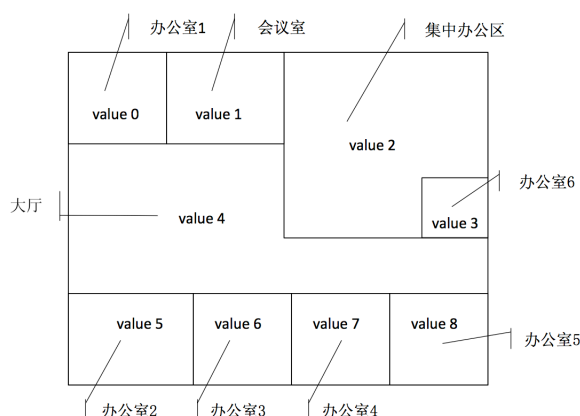 办公室1
会议室
集中办公区
value 0
value 1
value 2
办公室6
大厅
value 4
value 3
value 5
value 6
value 7
value 8
办公室5
办公室2
办公室3
办公室4